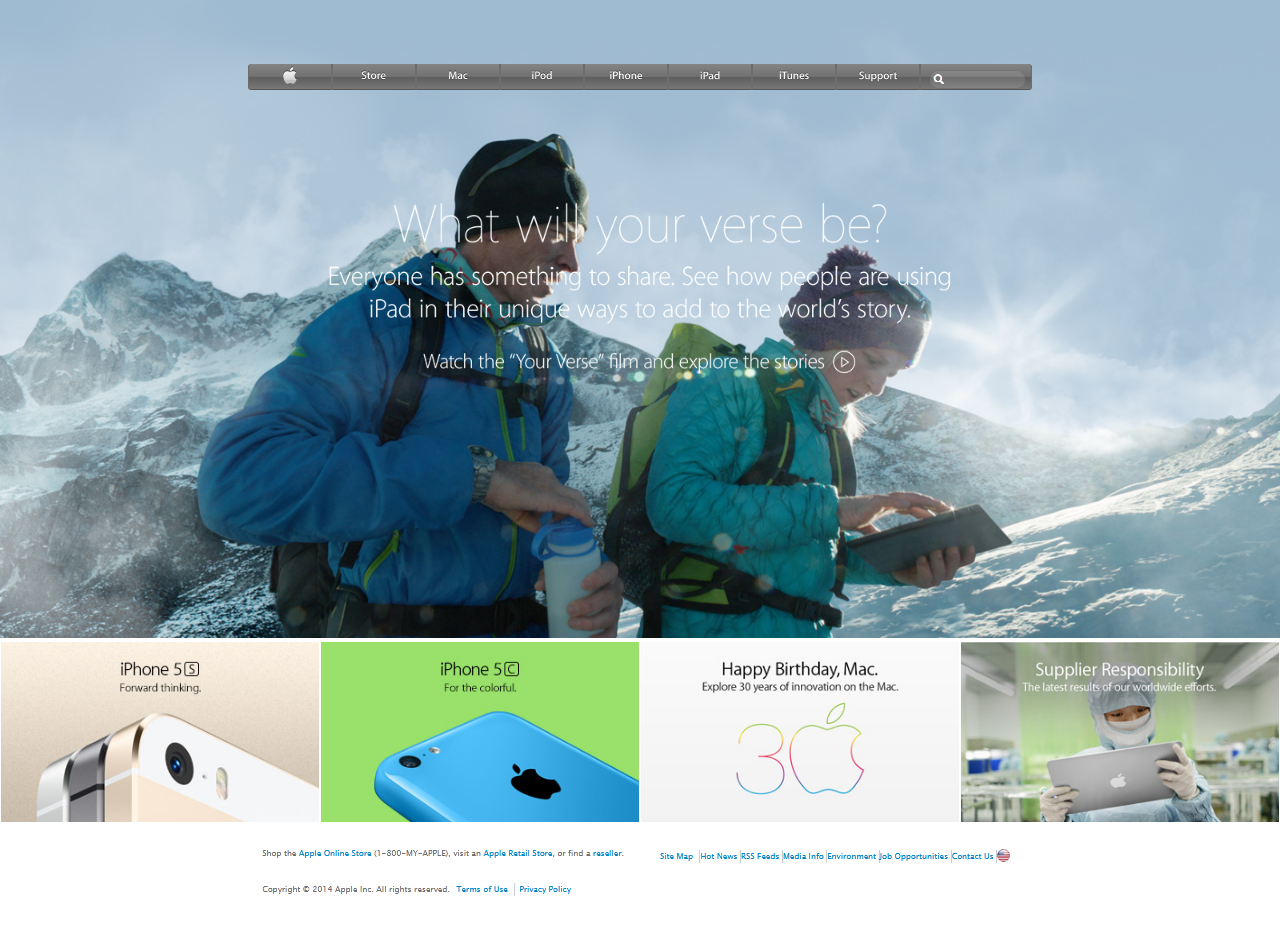 Store Mac iPod iPhone iPad iTunes Support
What will your verse be?
Everyone has something to share. See how people are using
iPad in their unique ways to add to the world’s story.
Watch the “Your Verse” film and explore the stories
iPhone 5S
Forward thinking.
iPhone 5C
For the colorful.
Happy Birthday, Mac.
Explore 30 years of innovation on the Mac.
30
Supplier Responsibility
The latest results of our worldwide efforts.
Shop the Apple Online Store (1-800-MY-APPLE), visit an Apple Retail Store, or find a reseller.
Site Map Hot News RSS Feeds Media Info Environment Job Opportunities Contact Us
Copyright © 2014 Apple Inc. All rights reserved. Terms of Use Privacy Policy